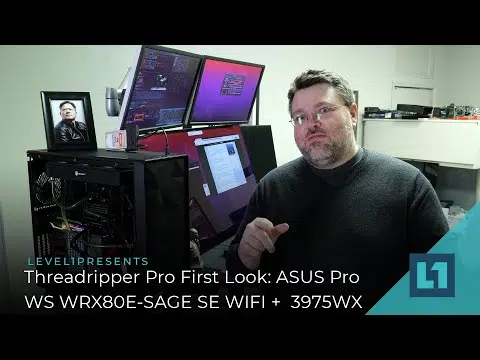 LEVEL1PRESENTS
Threadripper Pro First Look: ASUS Pro
WS WRX80E-SAGE SE WIFI + 3975WX
L1